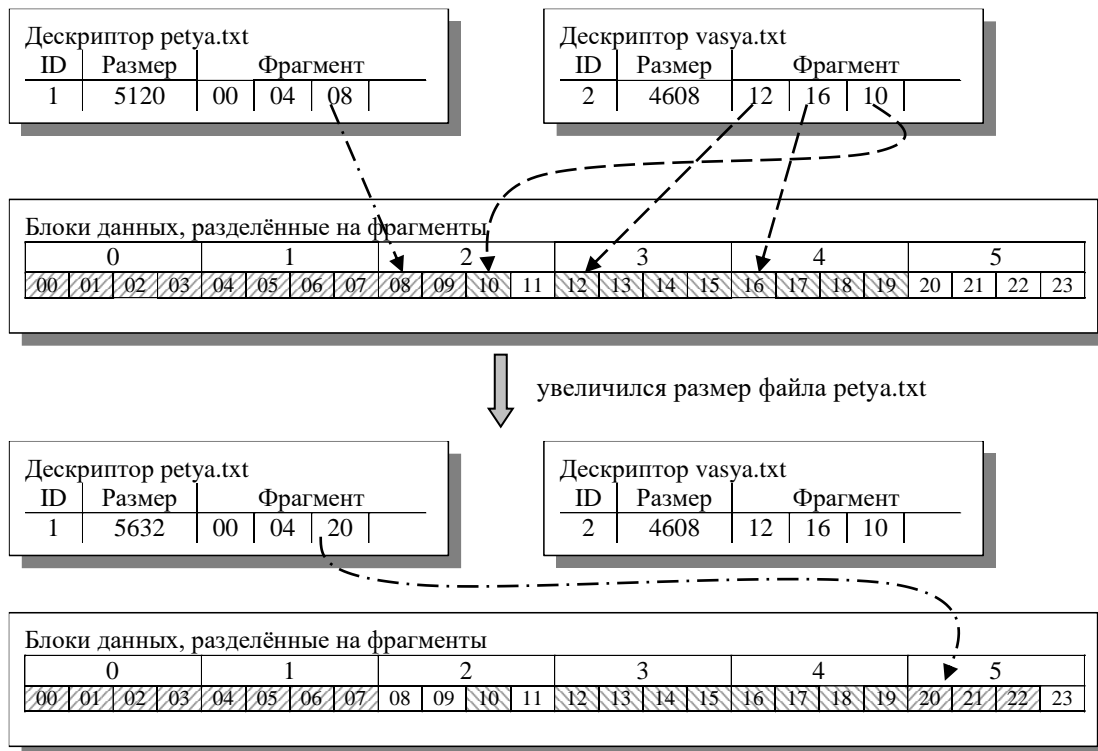 Дескриптор petya.txt
ID Размер Фрагмент
1 5120 00 04 08
Дескриптор vasya.txt
ID Размер Фрагмент
2 4608 12 16 10
Блоки данных, разделённые на фрагменты
0 1 2 3 4 5
00 01 02 03 04 05 06 07 08 09 10 11 12 13 14 15 16 17 18 19 20 21 22 23
увеличился размер файла petya.txt
Дескриптор petya.txt
ID Размер Фрагмент
1 5632 00 04 20
Дескриптор vasya.txt
ID Размер Фрагмент
2 4608 12 16 10
Блоки данных, разделённые на фрагменты
0 1 2 3 4 5
00 01 02 03 04 05 06 07 08 09 10 11 12 13 14 15 16 17 18 19 20 21 22 23